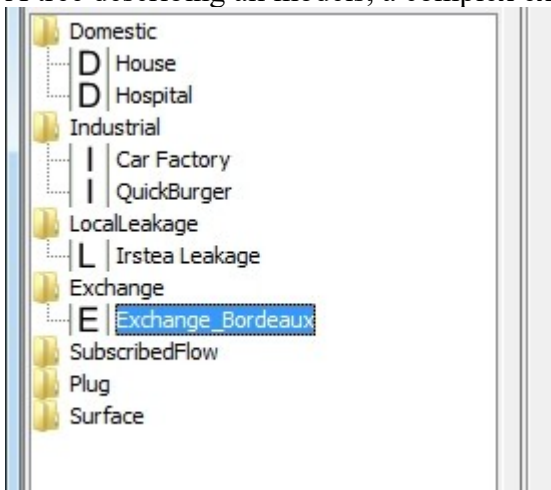 Domestic
D House
D Hospital
Industrial
I Car Factory
I QuickBurger
LocalLeakage
L Irstea Leakage
Exchange
E Exchange_Bordeaux
SubscribedFlow
Plug
Surface